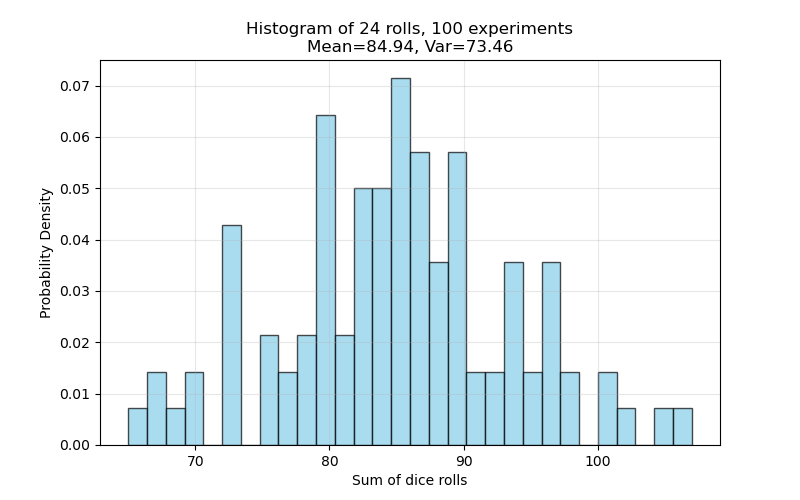 Histogram of 24 rolls, 100 experiments
Mean=84.94, Var=73.46
Probability Density
0.07
0.06
0.05
0.04
0.03
0.02
0.01
0.00
70 80 90 100
Sum of dice rolls